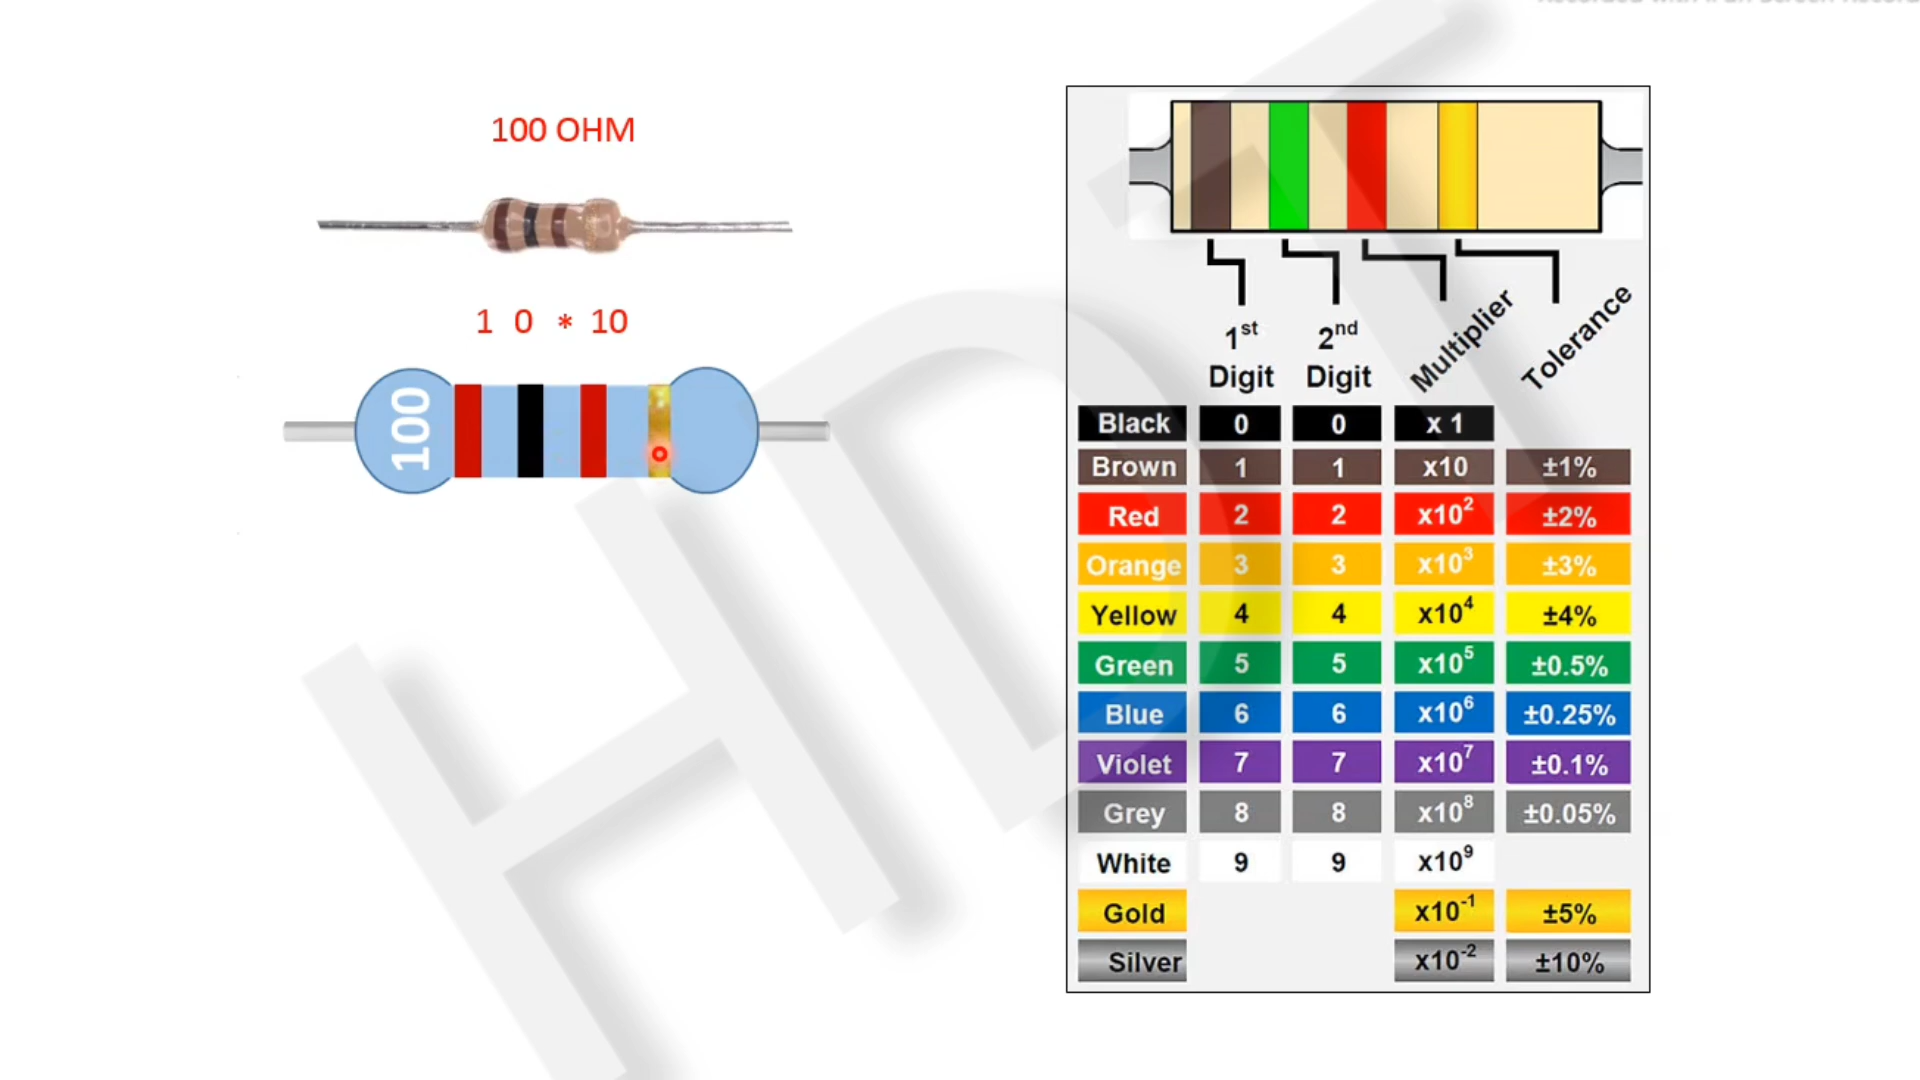 100 OHM
1 0 * 10
100
1st Digit 2nd Digit Multiplier Tolerance
Black 0 0 x 1
Brown 1 1 x10 ±1%
Red 2 2 x10² ±2%
Orange 3 3 x10³ ±3%
Yellow 4 4 x10⁴ ±4%
Green 5 5 x10⁵ ±0.5%
Blue 6 6 x10⁶ ±0.25%
Violet 7 7 x10⁷ ±0.1%
Grey 8 8 x10⁸ ±0.05%
White 9 9 x10⁹
Gold x10⁻¹ ±5%
Silver x10⁻² ±10%